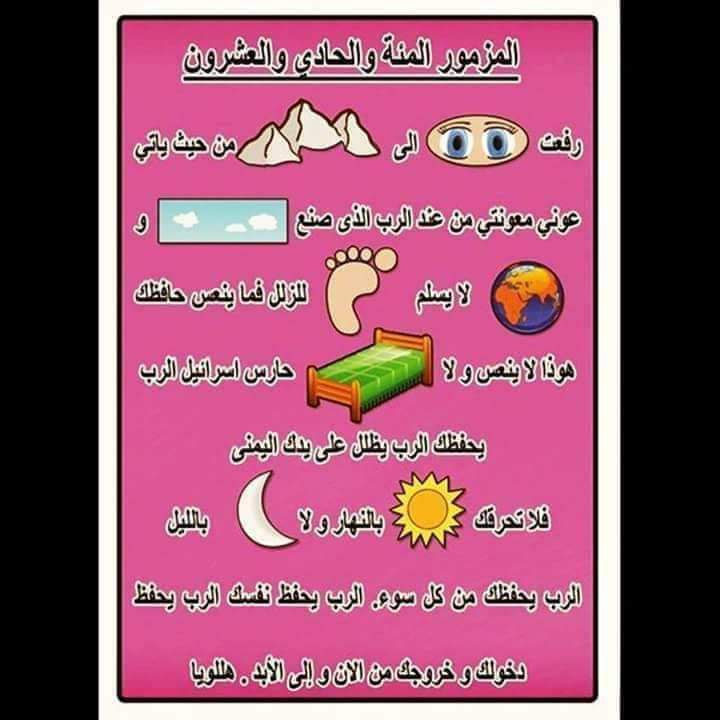 المزمور المئة والحادي والعشرون
رفعت الى من حيث ياتي
عوني معونتي من عند الرب الذى صنع و
لا يسلم للزلل فما ينعس حافظك
هوذا لا ينعس و لا حارس اسرائيل الرب
يحفظك الرب يظلل على يدك اليمنى
فلا تحرقك بالنهار و لا بالليل
الرب يحفظك من كل سوء. الرب يحفظ نفسك الرب يحفظ
دخولك و خروجك من الان و إلى الأبد . هللويا